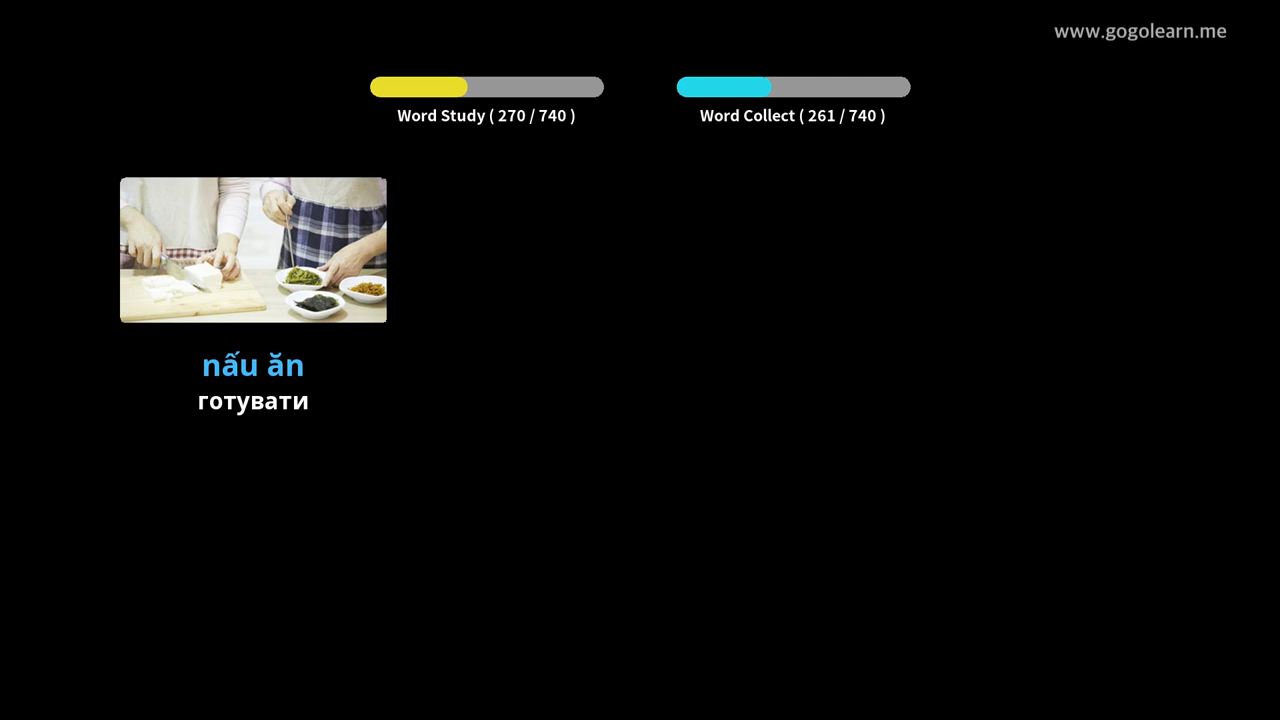 www.gogolearn.me
Word Study ( 270 / 740 )
Word Collect ( 261 / 740 )
nấu ăn
готувати